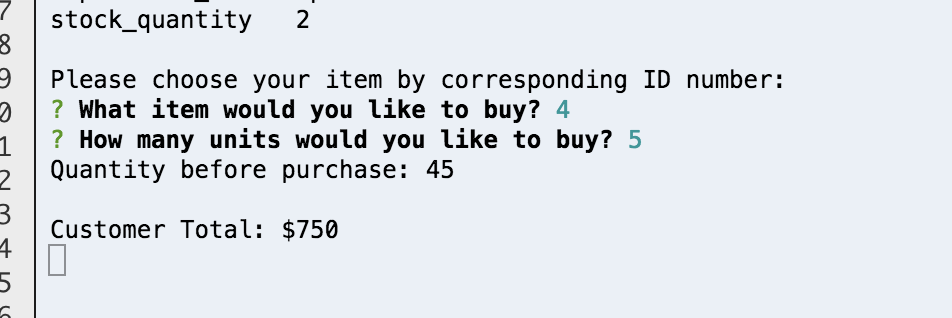 7
stock_quantity 2
8
9
Please choose your item by corresponding ID number:
0
? What item would you like to buy? 4
1
? How many units would you like to buy? 5
2
Quantity before purchase: 45
3
Customer Total: $750
4
5